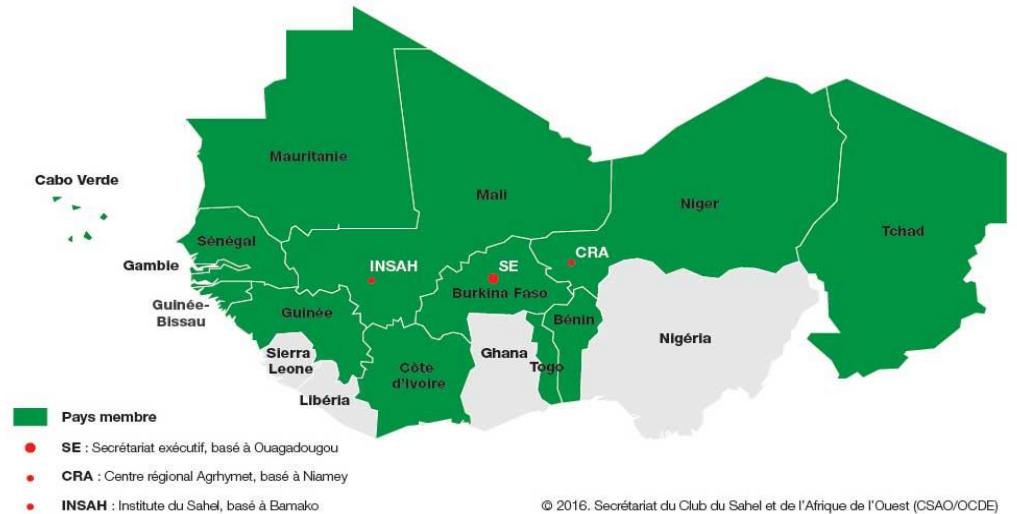 Mauritanie
Cabo Verde
Mali
Niger
Tchad
Sénégal
Gambie
INSAH
SE
CRA
Burkina Faso
Guinée-
Bissau
Guinée
Bénin
Sierra
Leone
Côte
d'Ivoire
Ghana
Togo
Nigéria
Libéria
Pays membre
SE : Secrétariat exécutif, basé à Ouagadougou
CRA : Centre régional Agrhymet, basé à Niamey
INSAH : Institute du Sahel, basé à Bamako
© 2016. Secrétariat du Club du Sahel et de l'Afrique de l'Ouest (CSAO/OCDE)